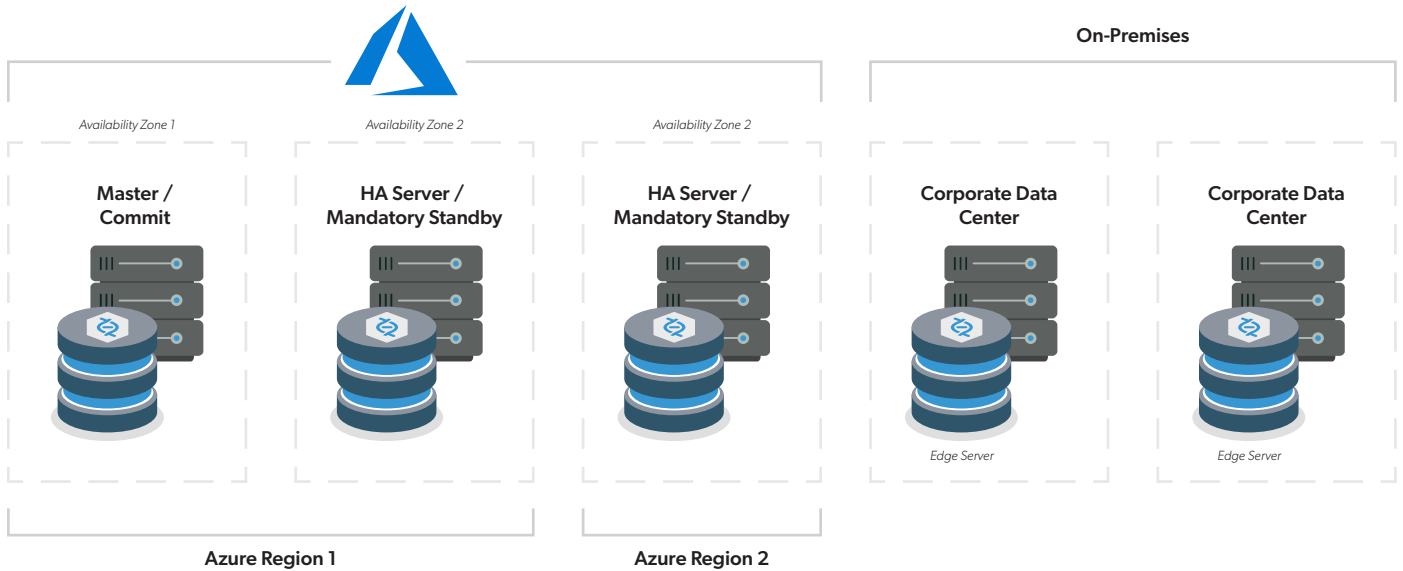 On-Premises
Availability Zone 1
Availability Zone 2
Availability Zone 2
Master /
Commit
HA Server /
Mandatory Standby
HA Server /
Mandatory Standby
Corporate Data
Center
Corporate Data
Center
Edge Server
Edge Server
Azure Region 1
Azure Region 2